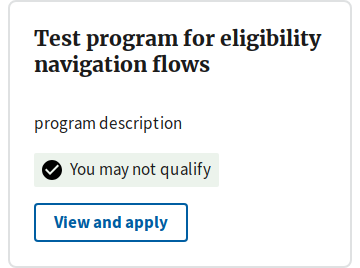 Test program for eligibility
navigation flows
program description
You may not qualify
View and apply